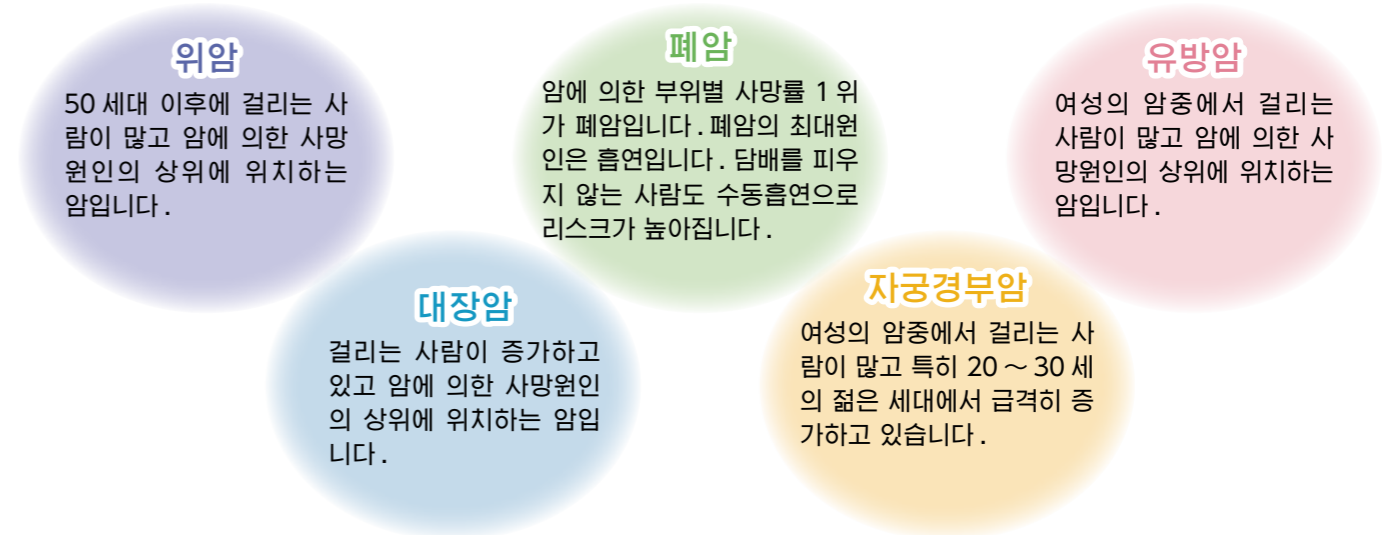 위암
50 세대 이후에 걸리는 사
람이 많고 암에 의한 사망
원인의 상위에 위치하는
암입니다.
폐암
암에 의한 부위별 사망률 1 위
가 폐암입니다. 폐암의 최대원
인은 흡연입니다. 담배를 피우
지 않는 사람도 수동흡연으로
리스크가 높아집니다.
유방암
여성의 암중에서 걸리는
사람이 많고 암에 의한 사
망원인의 상위에 위치하는
암입니다.
대장암
걸리는 사람이 증가하고
있고 암에 의한 사망원인
의 상위에 위치하는 암입
니다.
자궁경부암
여성의 암중에서 걸리는 사
람이 많고 특히 20 ~ 30 세
의 젊은 세대에서 급격히 증
가하고 있습니다.